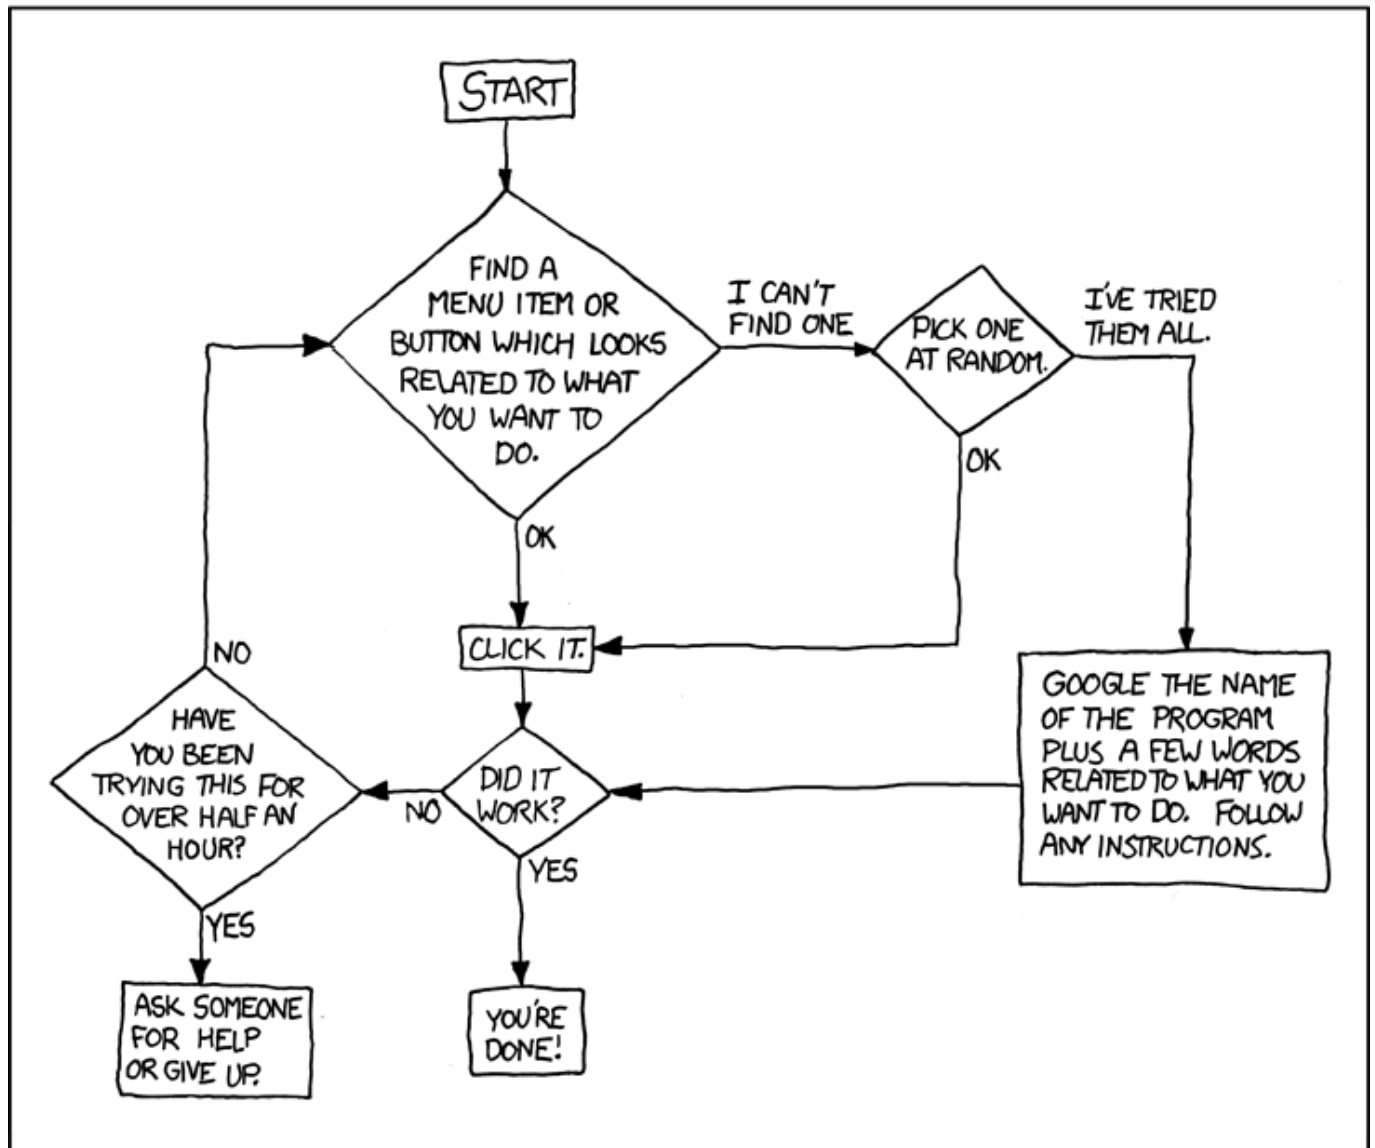 START
FIND A
MENU ITEM OR
BUTTON WHICH LOOKS
RELATED TO WHAT
YOU WANT TO
DO.
I CAN'T
FIND ONE
PICK ONE
AT RANDOM.
I'VE TRIED
THEM ALL.
OK
OK
CLICK IT.
NO
HAVE
YOU BEEN
TRYING THIS FOR
OVER HALF AN
HOUR?
NO
DID IT
WORK?
GOOGLE THE NAME
OF THE PROGRAM
PLUS A FEW WORDS
RELATED TO WHAT YOU
WANT TO DO. FOLLOW
ANY INSTRUCTIONS.
YES
YES
ASK SOMEONE
FOR HELP
OR GIVE UP.
YOU'RE
DONE!